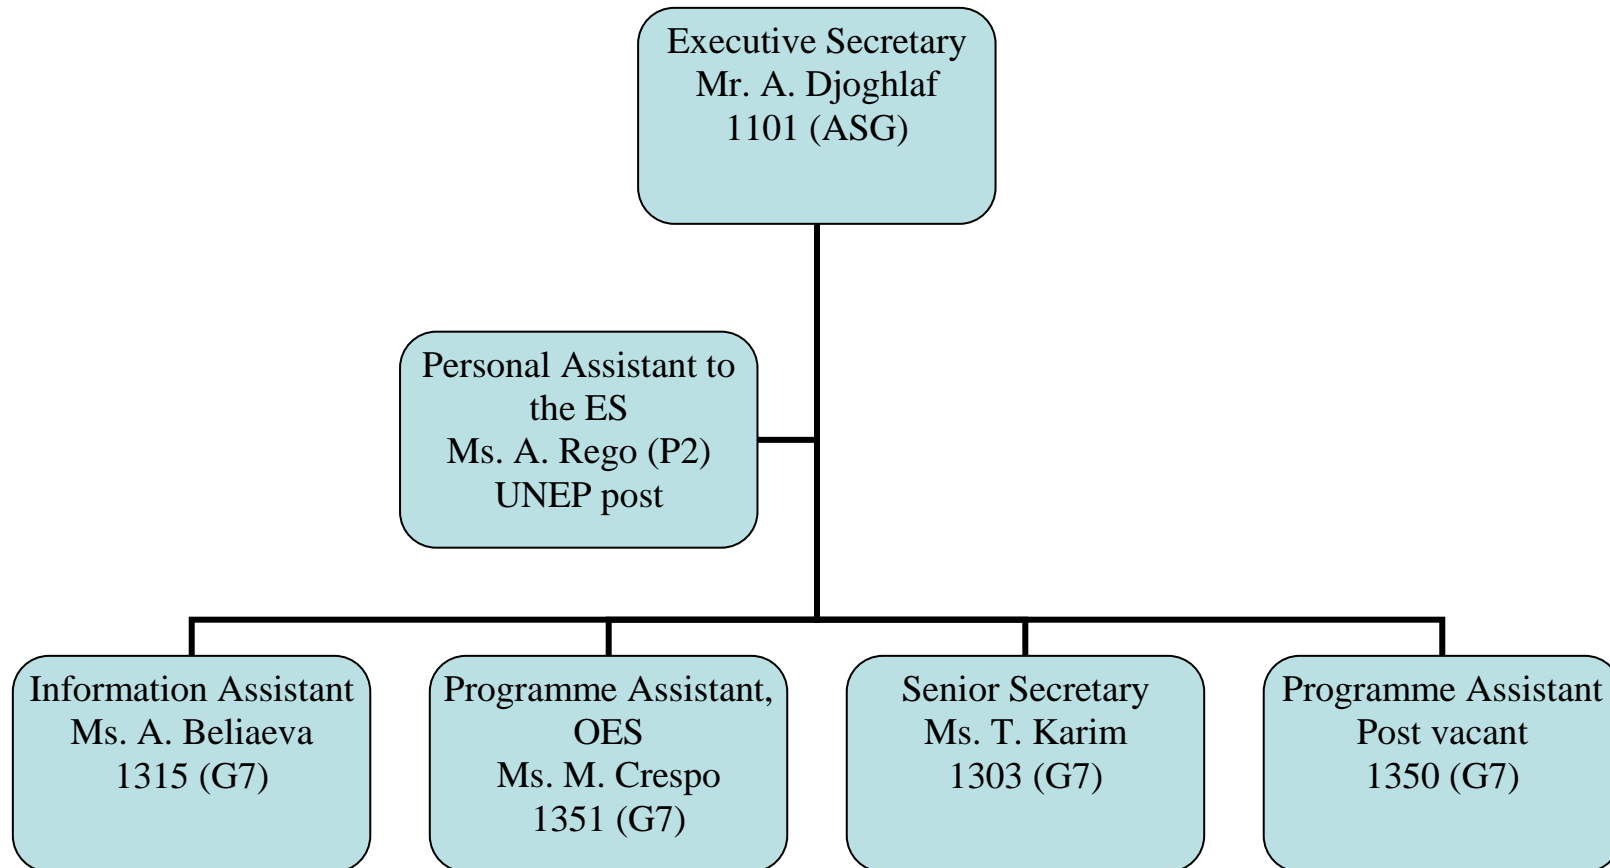 Executive Secretary
Mr. A. Djoghlaf
1101 (ASG)
Personal Assistant to
the ES
Ms. A. Rego (P2)
UNEP post
Information Assistant
Ms. A. Beliaeva
1315 (G7)
Programme Assistant,
OES
Ms. M. Crespo
1351 (G7)
Senior Secretary
Ms. T. Karim
1303 (G7)
Programme Assistant
Post vacant
1350 (G7)